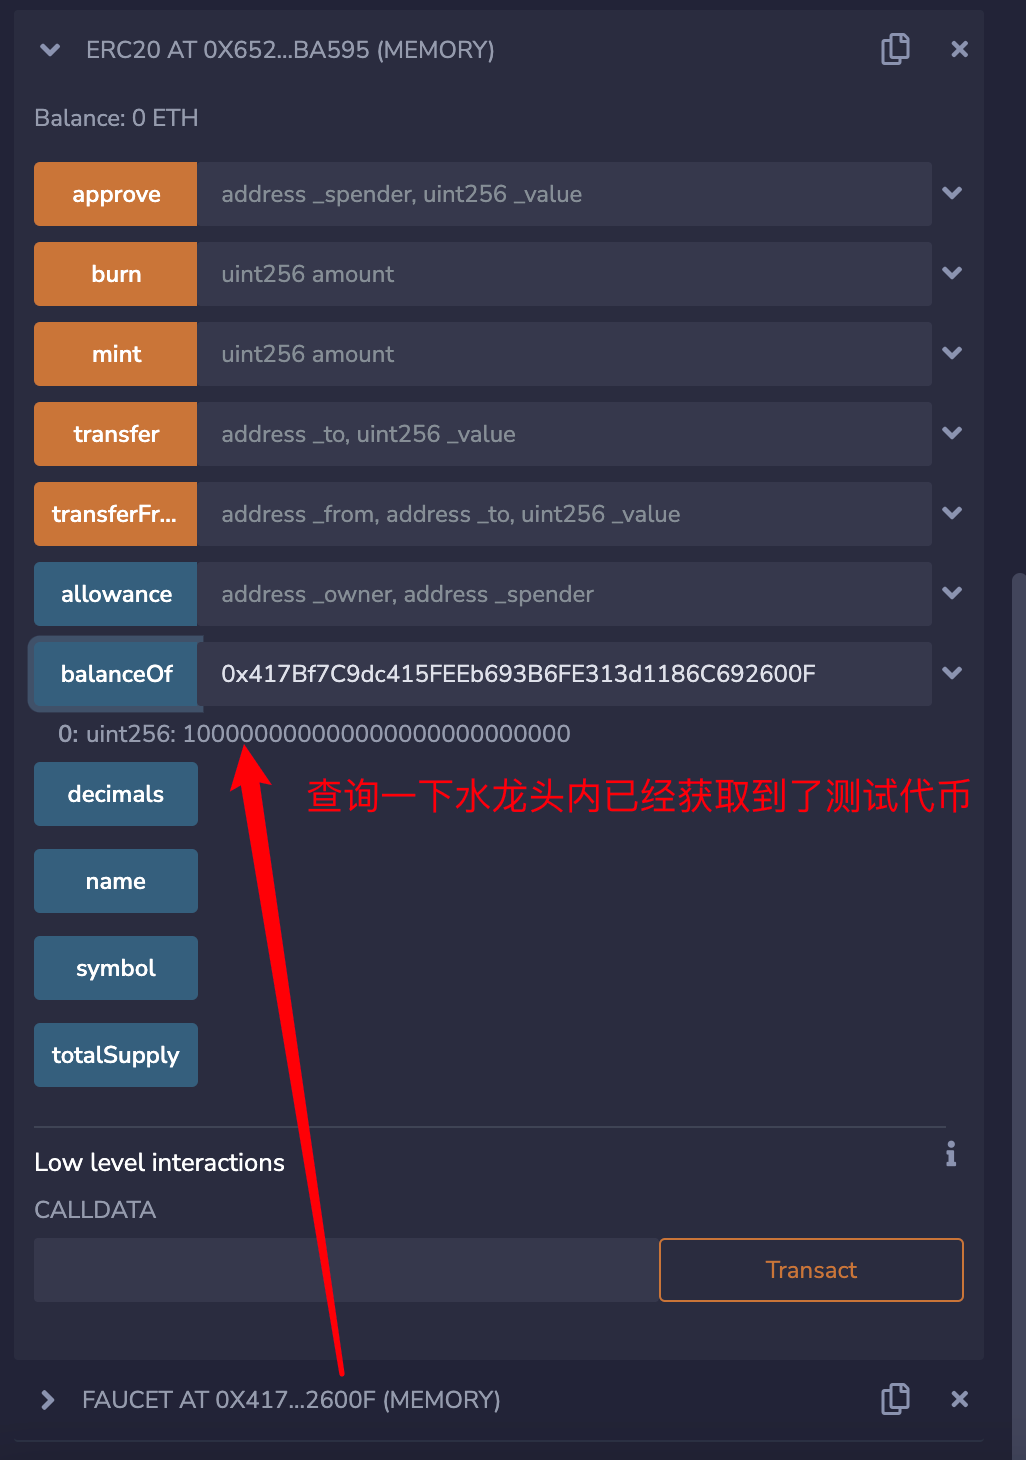 ERC20 AT 0X652...BA595 (MEMORY)
Balance: 0 ETH
approve address _spender, uint256 _value
burn uint256 amount
mint uint256 amount
transfer address _to, uint256 _value
transferFr... address _from, address _to, uint256 _value
allowance address _owner, address _spender
balanceOf 0x417Bf7C9dc415FEEb693B6FE313d1186C692600F
0: uint256: 100000000000000000000000000
decimals
查询一下水龙头内已经获取到了测试代币
name
symbol
totalSupply
Low level interactions
CALLDATA
Transact
FAUCET AT 0X417...2600F (MEMORY)